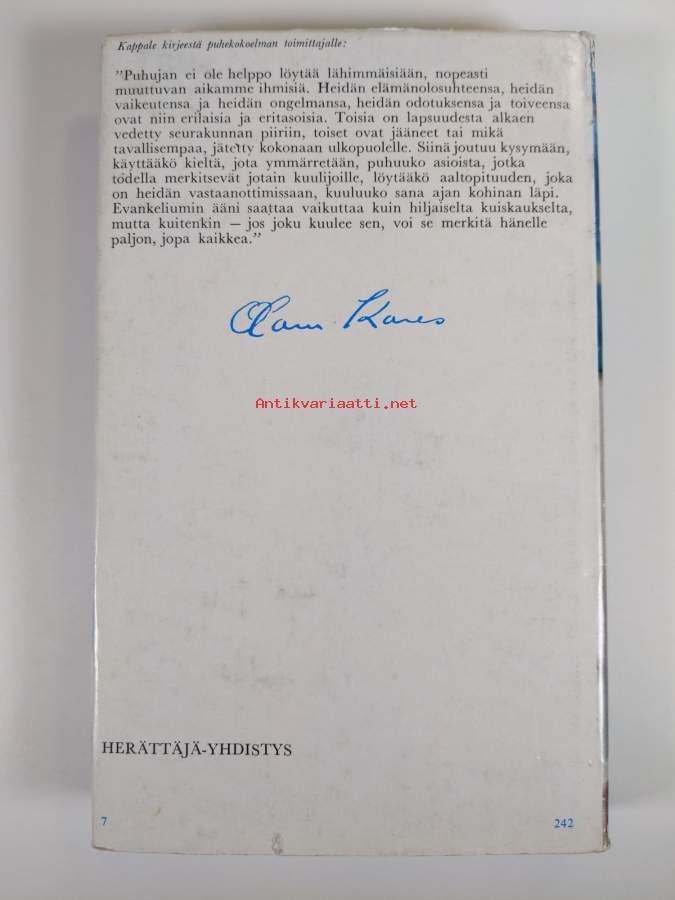 Kappale kirjeestä puhekokoelman toimittajalle:
”Puhujan ei ole helppo löytää lähimmäisiään, nopeasti
muuttuvan aikamme ihmisiä. Heidän elämänolosuhteensa, heidän
vaikeutensa ja heidän ongelmansa, heidän odotuksensa ja toiveensa
ovat niin erilaisia ja eritasoisia. Toisia on lapsuudesta alkaen
vedetty seurakunnan piiriin, toiset ovat jääneet tai mikä
tavallisempaa, jätetty kokonaan ulkopuolelle. Siinä joutuu kysymään,
käyttääkö kieltä, jota ymmärretään, puhuuko asioista, jotka
todella merkitsevät jotain kuulijoille, löytääkö aaltopituuden, joka
on heidän vastaanottimissaan, kuuluuko sana ajan kohinan läpi.
Evankeliumin ääni saattaa vaikuttaa kuin hiljaiselta kuiskaukselta,
mutta kuitenkin — jos joku kuulee sen, voi se merkitä hänelle
paljon, jopa kaikkea.”
Kares
Antikvariaatti.net
HERÄTTÄJÄ-YHDISTYS
7 242